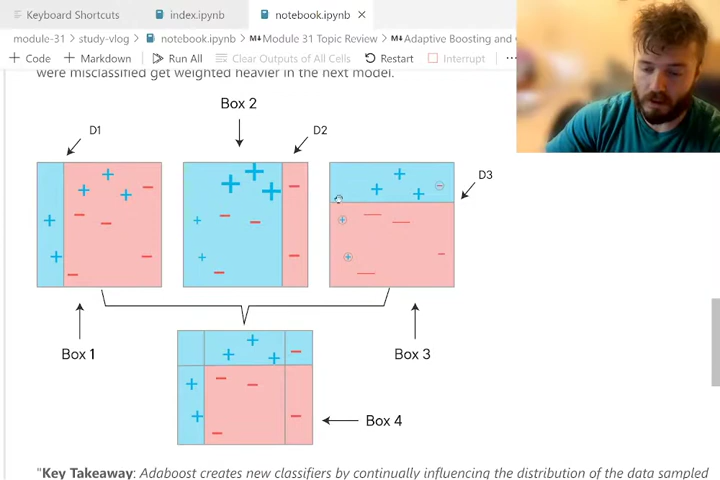 Keyboard Shortcuts
index.ipynb
notebook.ipynb
module-31 > study-vlog > notebook.ipynb > M↓Module 31 Topic Review > M↓Adaptive Boosting and
+ Code + Markdown Run All Clear Outputs of All Cells Restart Interrupt ...
were misclassified get weighted heavier in the next model.
Box 2
D1
D2
D3
Box 1
Box 3
Box 4
"Key Takeaway: Adaboost creates new classifiers by continually influencing the distribution of the data sampled